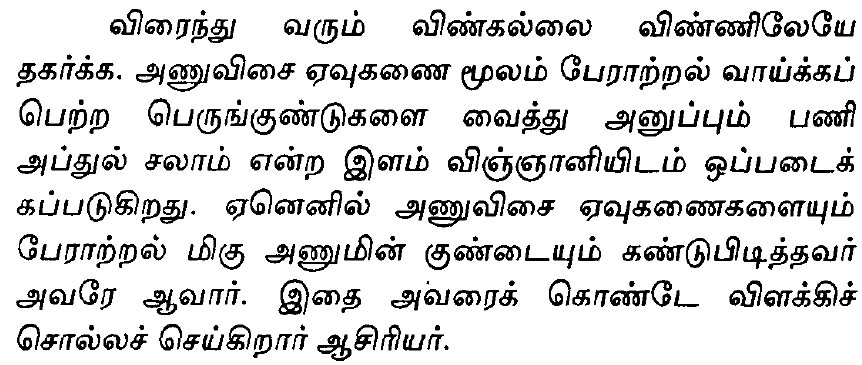 விரைந்து வரும் விண்கல்லை விண்ணிலேயே
தகர்க்க. அணுவிசை ஏவுகணை மூலம் பேராற்றல் வாய்க்கப்
பெற்ற பெருங்குண்டுகளை வைத்து அனுப்பும் பணி
அப்துல் சலாம் என்ற இளம் விஞ்ஞானியிடம் ஒப்படைக்
கப்படுகிறது. ஏனெனில் அணுவிசை ஏவுகணைகளையும்
பேராற்றல் மிகு அணுமின் குண்டையும் கண்டுபிடித்தவர்
அவரே ஆவார். இதை அவரைக் கொண்டே விளக்கிச்
சொல்லச் செய்கிறார் ஆசிரியர்.